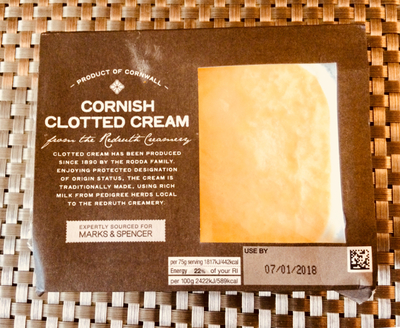 PRODUCT OF CORNWALL
CORNISH
CLOTTED CREAM
from the Redruth Creamery
CLOTTED CREAM HAS BEEN PRODUCED
SINCE 1890 BY THE RODDA FAMILY.
ENJOYING PROTECTED DESIGNATION
OF ORIGIN STATUS, THE CREAM IS
TRADITIONALLY MADE, USING RICH
MILK FROM PEDIGREE HERDS LOCAL
TO THE REDRUTH CREAMERY.
EXPERTLY SOURCED FOR
MARKS & SPENCER
per 75g serving 1817kJ/442kcal
Energy 22% of your RI
per 100g 2422kJ/589kcal
USE BY
07/01/2018